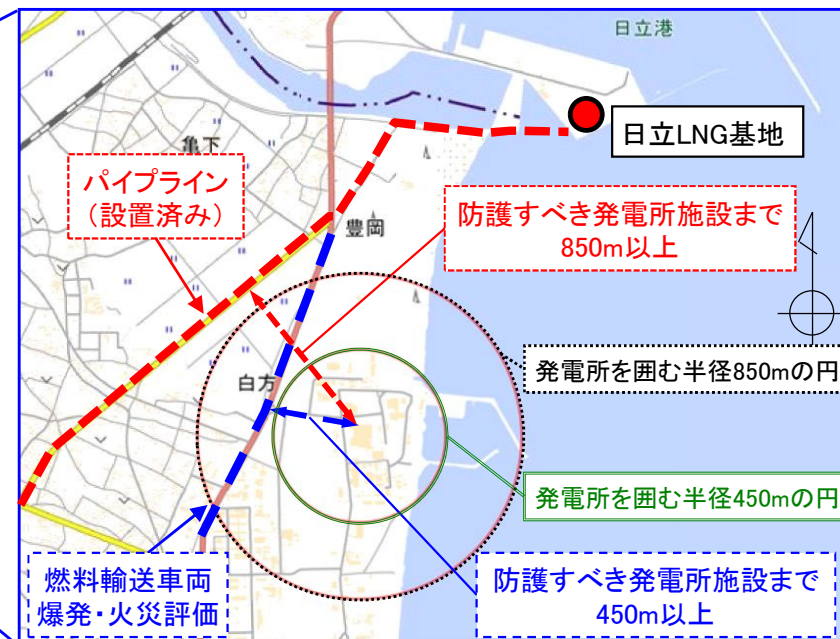 日立港
日立LNG基地
亀下
パイプライン
（設置済み）
豊岡
防護すべき発電所施設まで
850m以上
発電所を囲む半径850mの円
白方
発電所を囲む半径450mの円
燃料輸送車両
爆発・火災評価
防護すべき発電所施設まで
450m以上